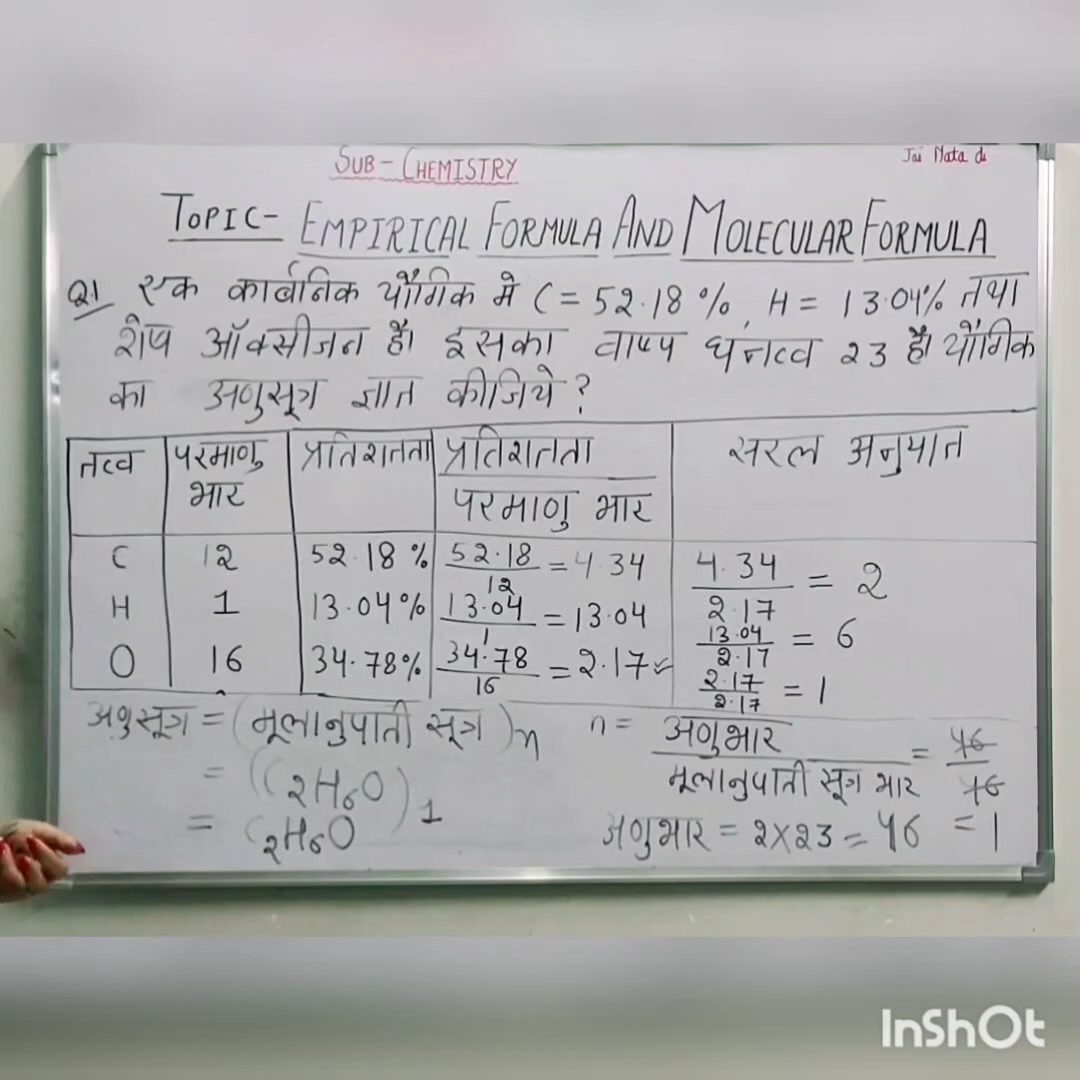 SUB - CHEMISTRY
Jai Mata di
TOPIC - EMPIRICAL FORMULA AND MOLECULAR FORMULA
Q1 एक कार्बनिक यौगिक मे C = 52.18 %, H = 13.04% तथा
शेष ऑक्सीजन है। इसका वाष्प घनत्व 23 है। यौगिक
का अणुसूत्र ज्ञात कीजिये ?
तत्व परमाणु भार प्रतिशतता प्रतिशतता / परमाणु भार सरल अनुपात
C 12 52.18 % 52.18/12 = 4.34 4.34/2.17 = 2
H 1 13.04% 13.04/1 = 13.04 13.04/2.17 = 6
O 16 34.78% 34.78/16 = 2.17 ✓ 2.17/2.17 = 1
अणुसूत्र = (मूलानुपाती सूत्र)n n = अणुभार / मूलानुपाती सूत्र भार = 46/46
= (C2H6O)1
= C2H6O अणुभार = 2×23 = 46 = 1
InShOt